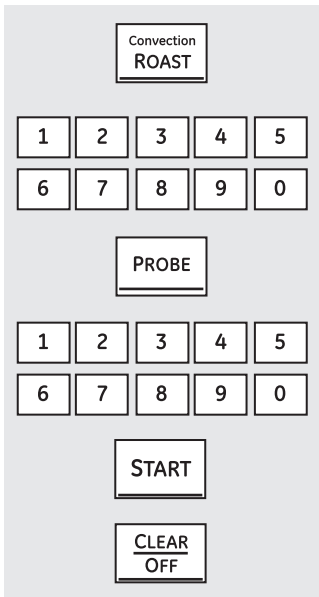 Convection
ROAST
1 2 3 4 5
6 7 8 9 0
PROBE
1 2 3 4 5
6 7 8 9 0
START
CLEAR
OFF